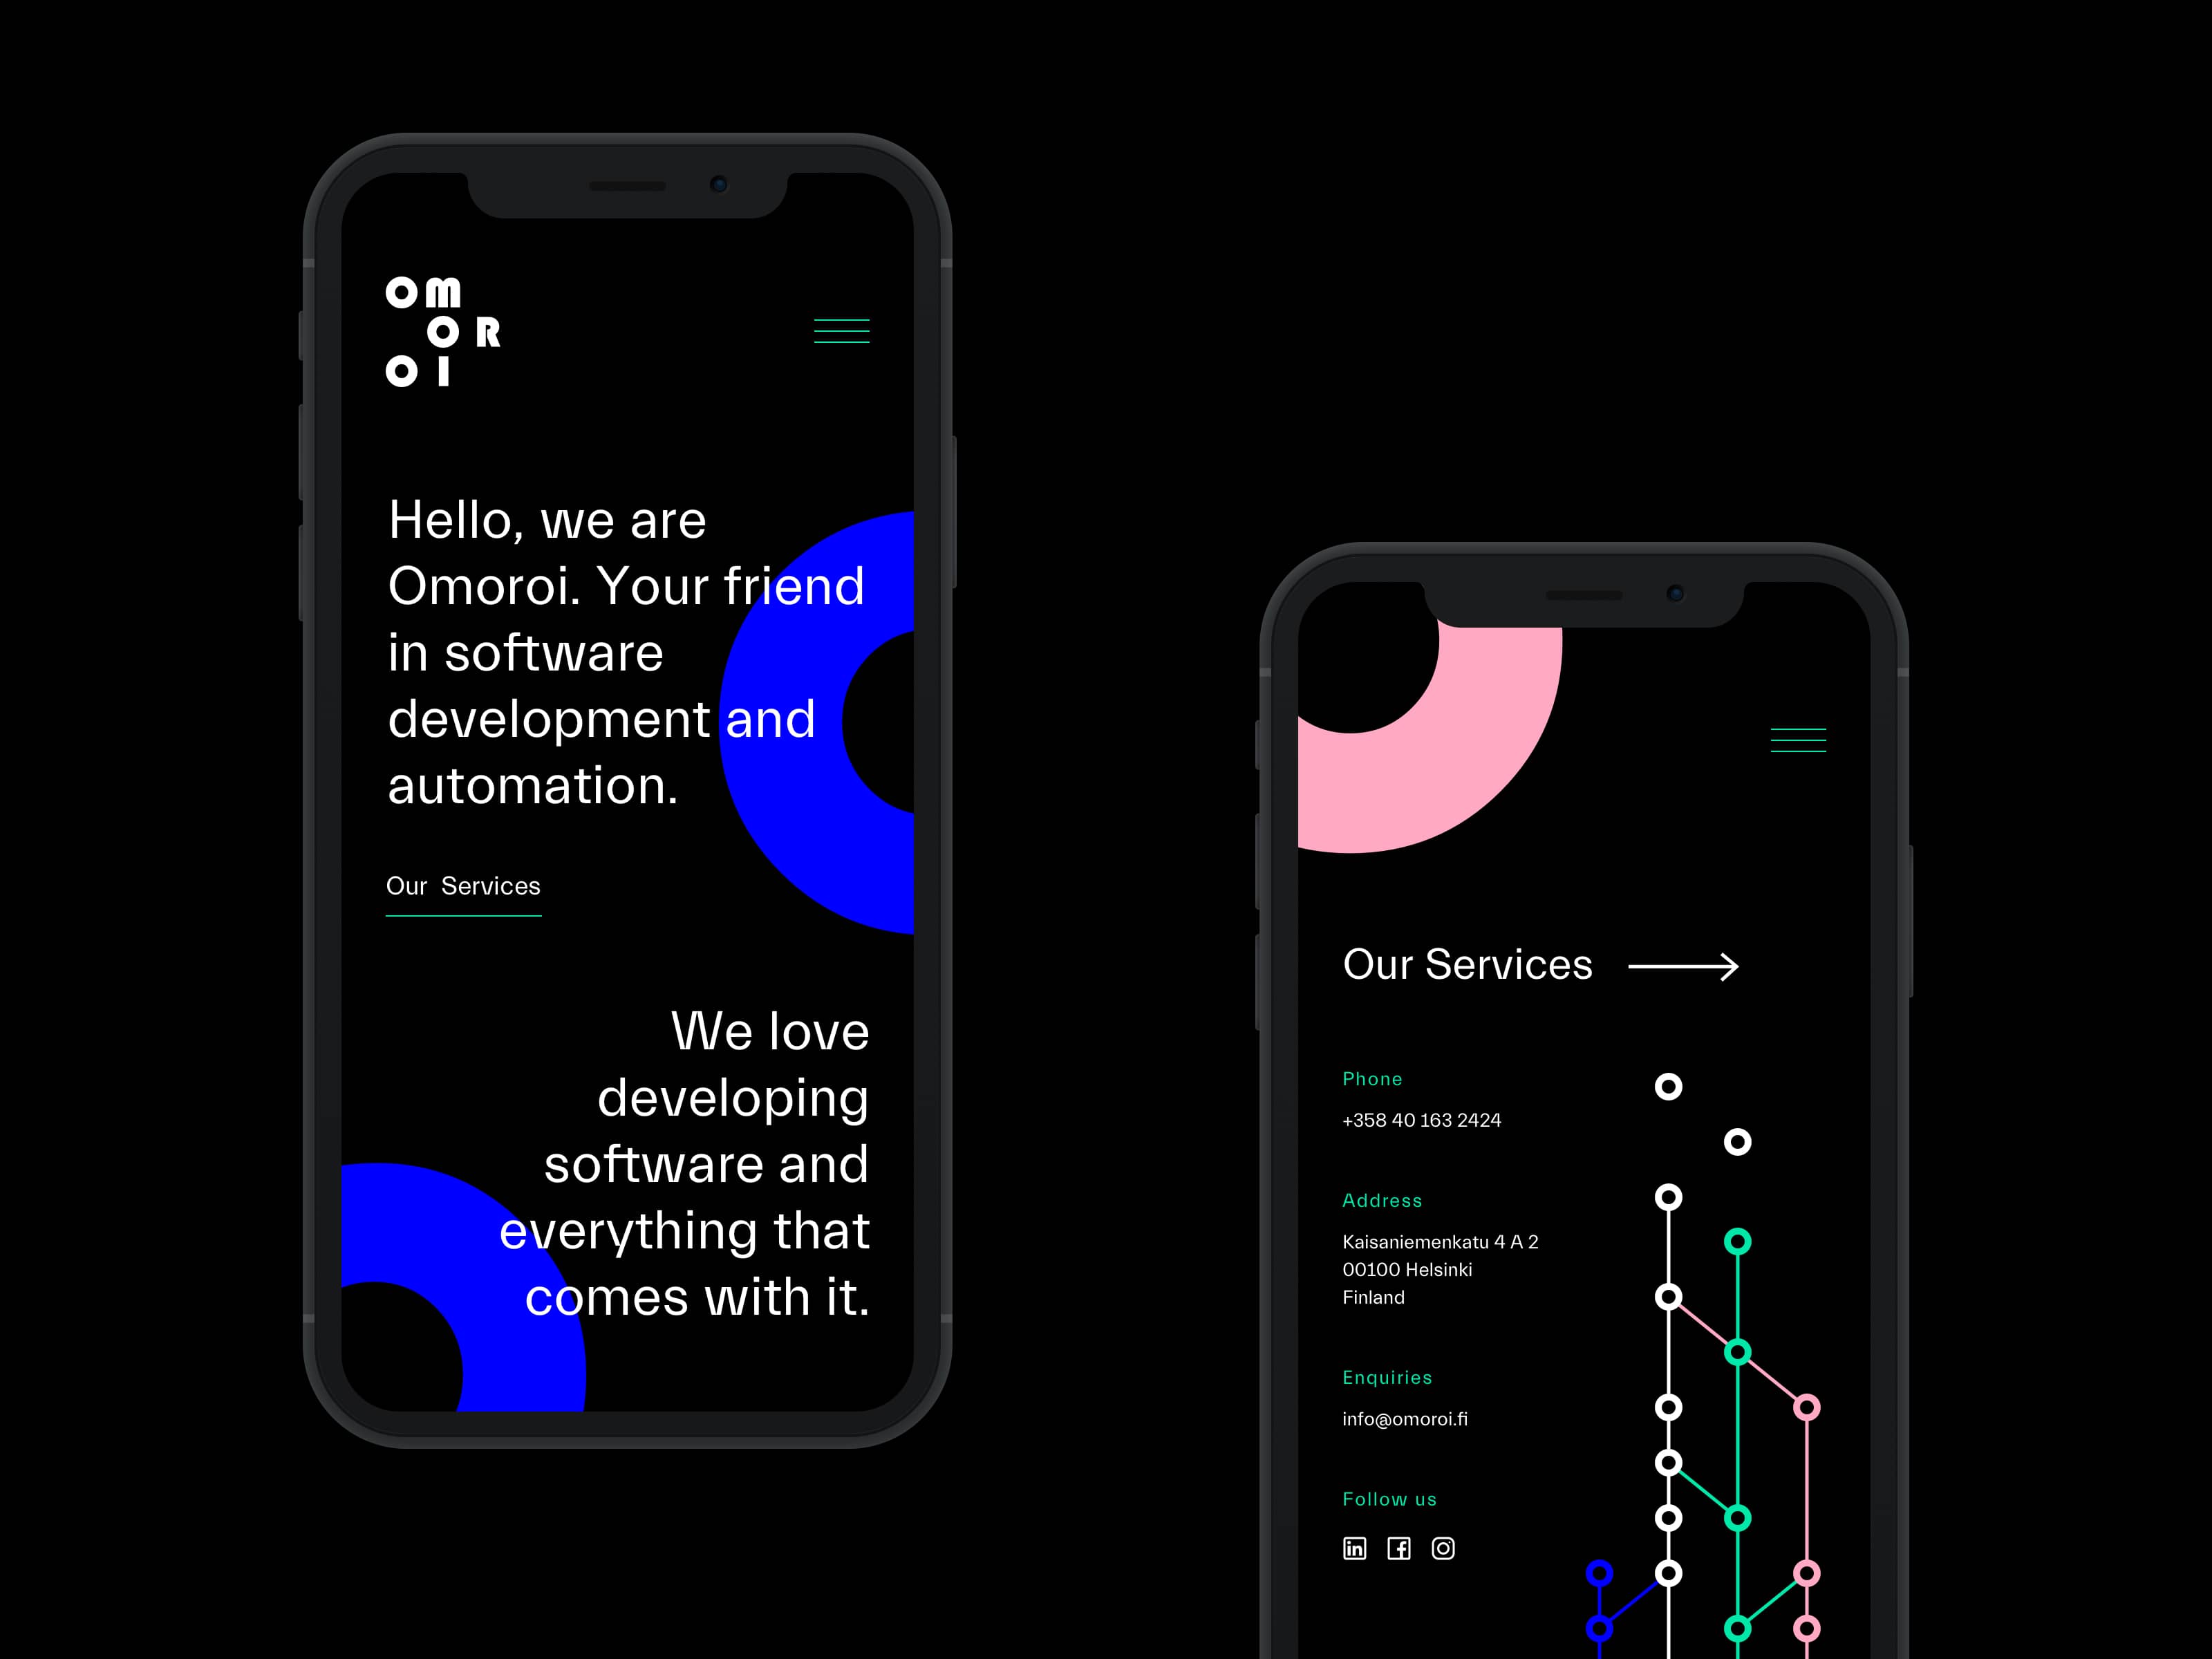 OM
OR
OI
Hello, we are
Omoroi. Your friend
in software
development and
automation.
Our Services
We love
developing
software and
everything that
comes with it.
Our Services
Phone
+358 40 163 2424
Address
Kaisaniemenkatu 4 A 2
00100 Helsinki
Finland
Enquiries
info@omoroi.fi
Follow us